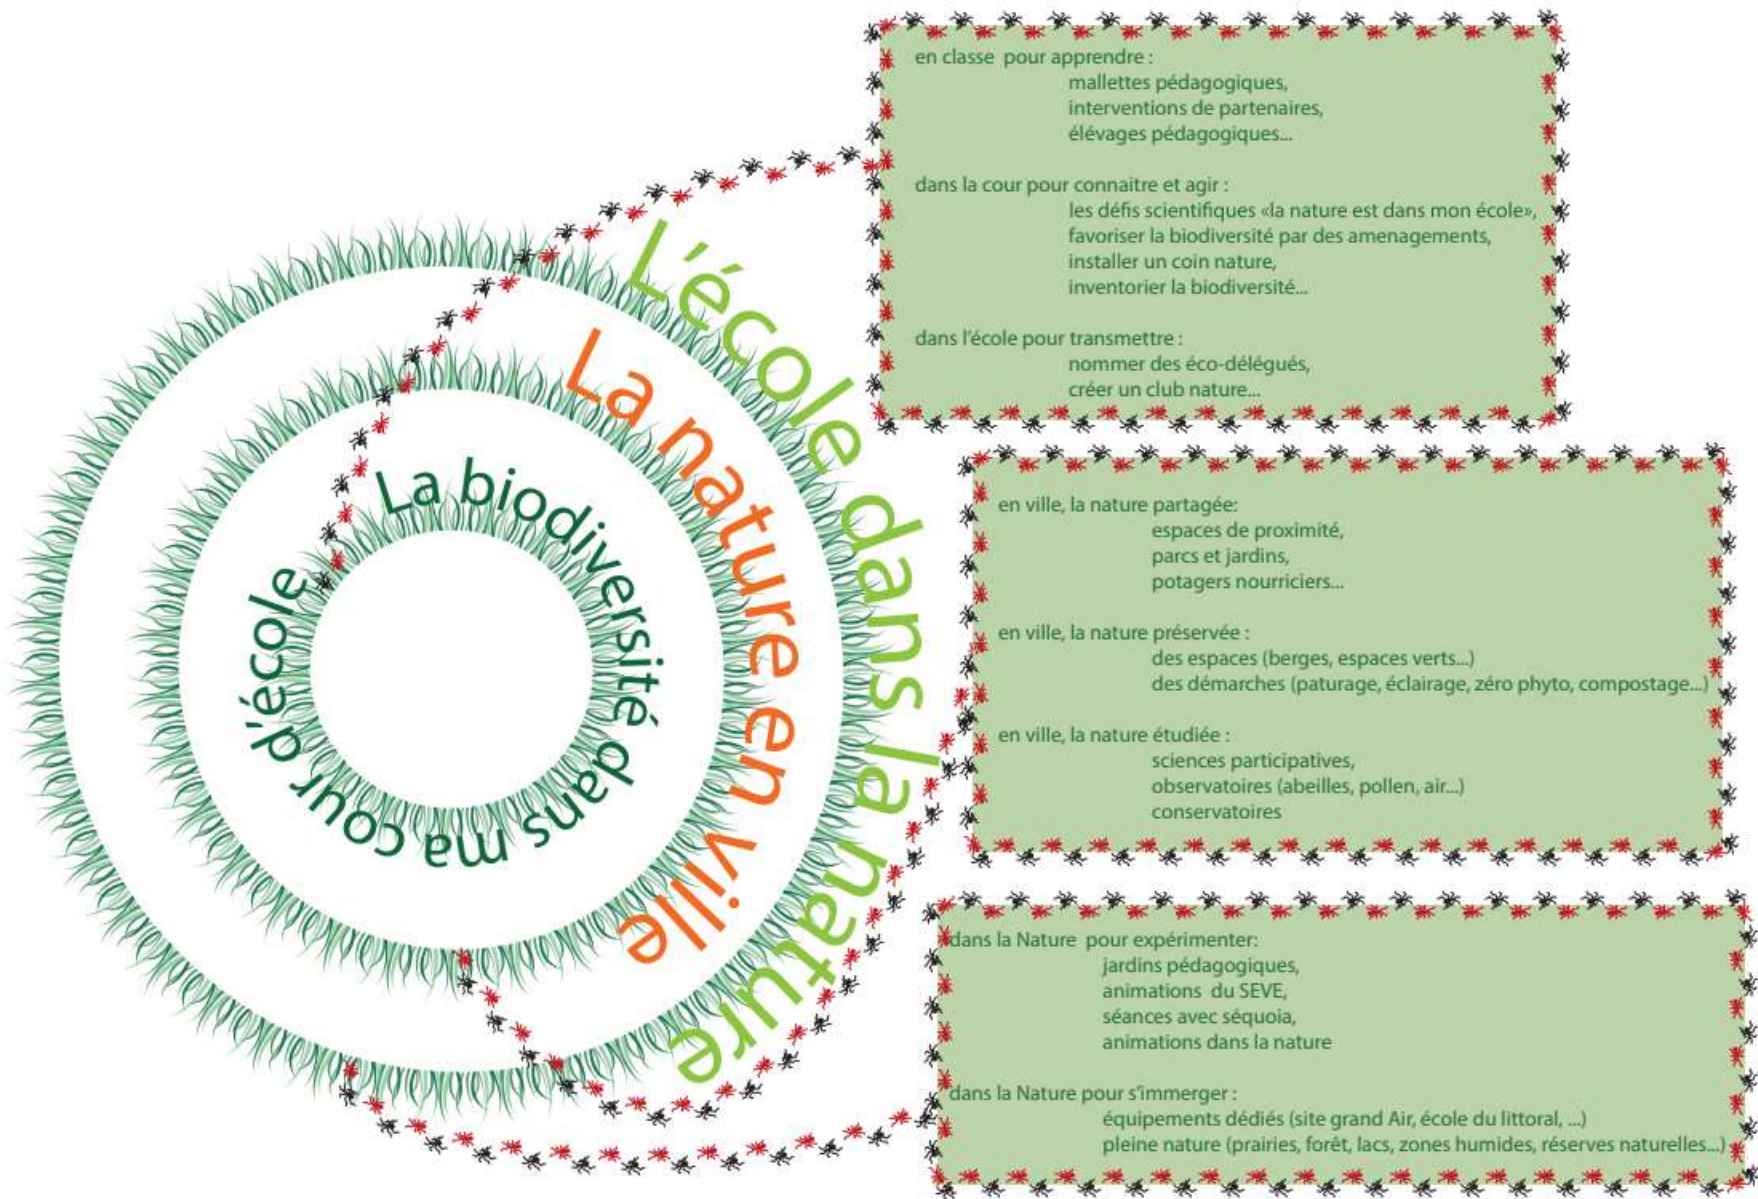 La biodiversité dans ma cour d'école
La nature en ville
L'école dans la nature
en classe pour apprendre :
mallettes pédagogiques,
interventions de partenaires,
élévages pédagogiques...
dans la cour pour connaitre et agir :
les défis scientifiques «la nature est dans mon école»,
favoriser la biodiversité par des amenagements,
installer un coin nature,
inventorier la biodiversité...
dans l'école pour transmettre :
nommer des éco-délégués,
créer un club nature...
en ville, la nature partagée:
espaces de proximité,
parcs et jardins,
potagers nourriciers...
en ville, la nature préservée :
des espaces (berges, espaces verts...)
des démarches (paturage, éclairage, zéro phyto, compostage...)
en ville, la nature étudiée :
sciences participatives,
observatoires (abeilles, pollen, air...)
conservatoires
dans la Nature pour expérimenter:
jardins pédagogiques,
animations du SEVE,
séances avec séquoia,
animations dans la nature
dans la Nature pour s'immerger :
équipements dédiés (site grand Air, école du littoral, ...)
pleine nature (prairies, forêt, lacs, zones humides, réserves naturelles...)